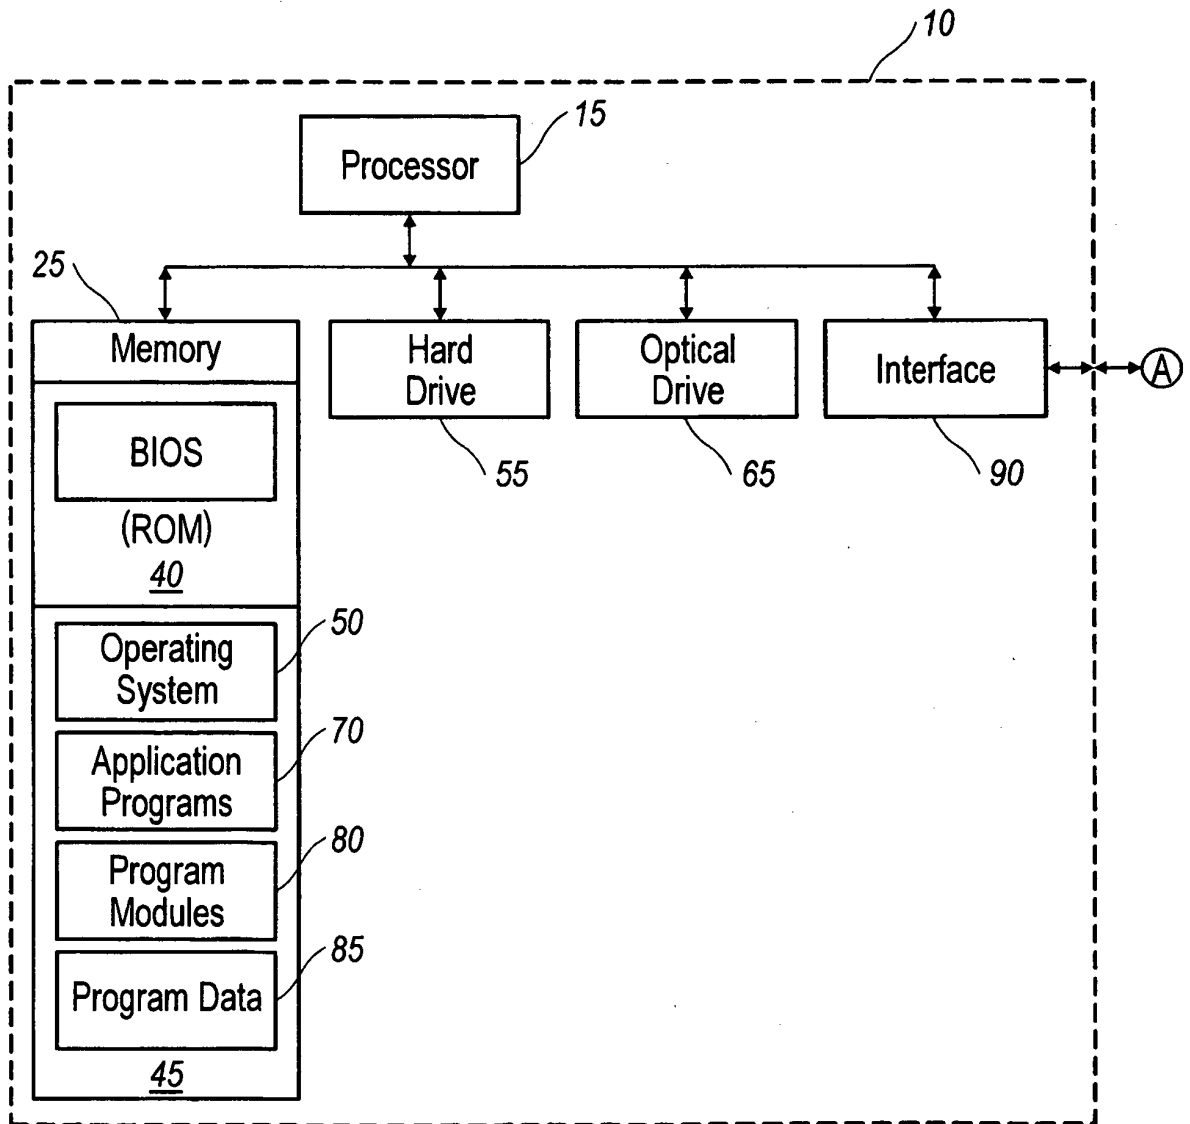 10
15
Processor
25
Memory
Hard
Drive
Optical
Drive
Interface
A
55
65
90
BIOS
(ROM)
40
50
Operating
System
70
Application
Programs
80
Program
Modules
85
Program Data
45